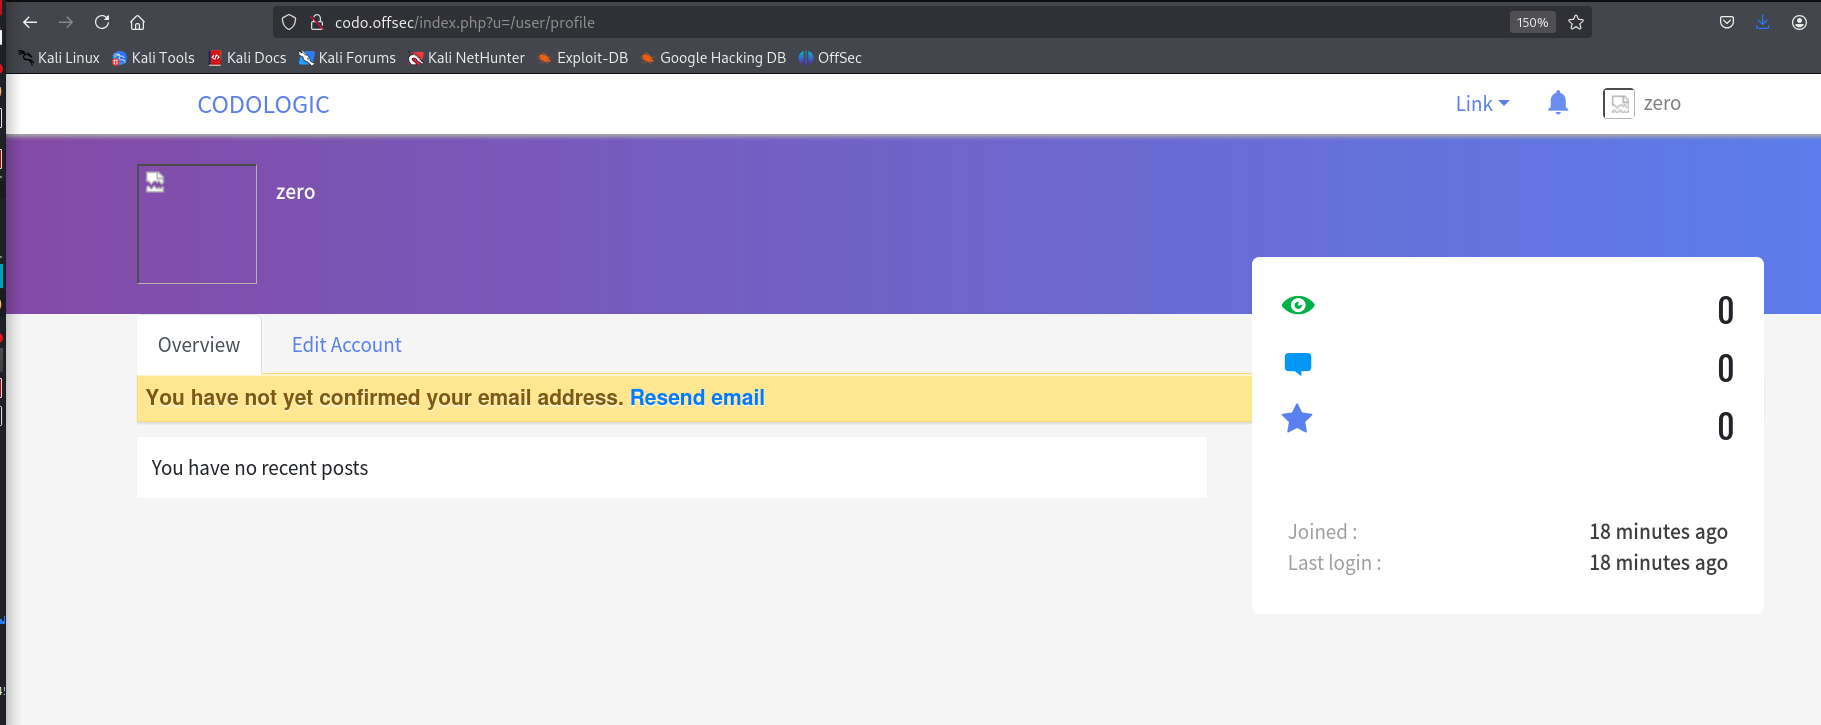 codo.offsec/index.php?u=/user/profile 150%
Kali Linux Kali Tools Kali Docs Kali Forums Kali NetHunter Exploit-DB Google Hacking DB OffSec
CODOLOGIC Link zero
zero
0
Overview Edit Account
0
You have not yet confirmed your email address. Resend email
0
You have no recent posts
Joined : 18 minutes ago
Last login : 18 minutes ago